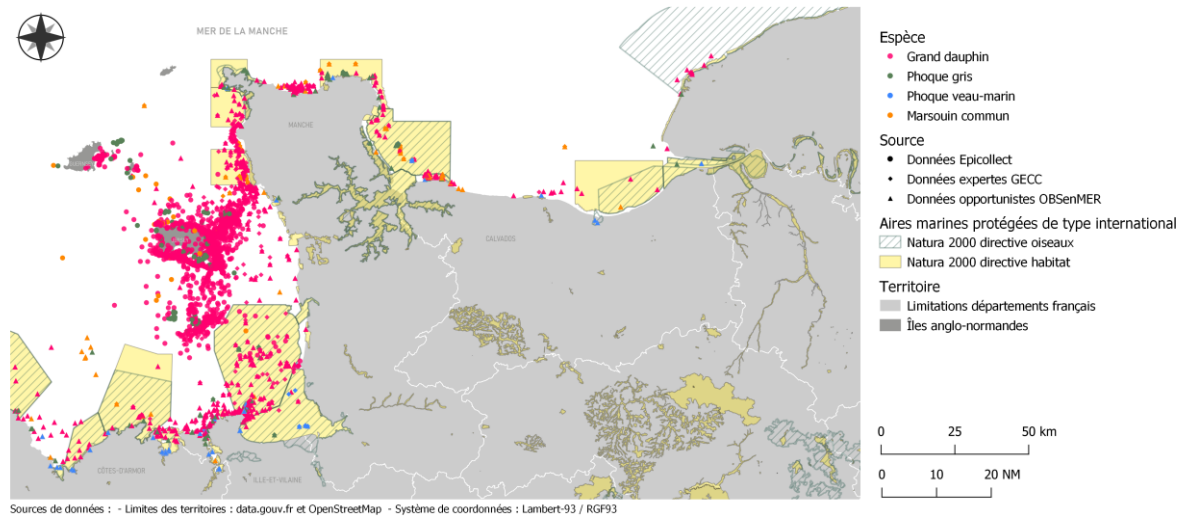 MER DE LA MANCHE
MANCHE
CALVADOS
CÔTES-D'ARMOR
ILLE-ET-VILAINE
Espèce
Grand dauphin
Phoque gris
Phoque veau-marin
Marsouin commun
Source
Données Epicollect
Données expertes GECC
Données opportunistes OBSenMER
Aires marines protégées de type international
Natura 2000 directive oiseaux
Natura 2000 directive habitat
Territoire
Limitations départements français
Îles anglo-normandes
0 25 50 km
0 10 20 NM
Sources de données : - Limites des territoires : data.gouv.fr et OpenStreetMap - Système de coordonnées : Lambert-93 / RGF93